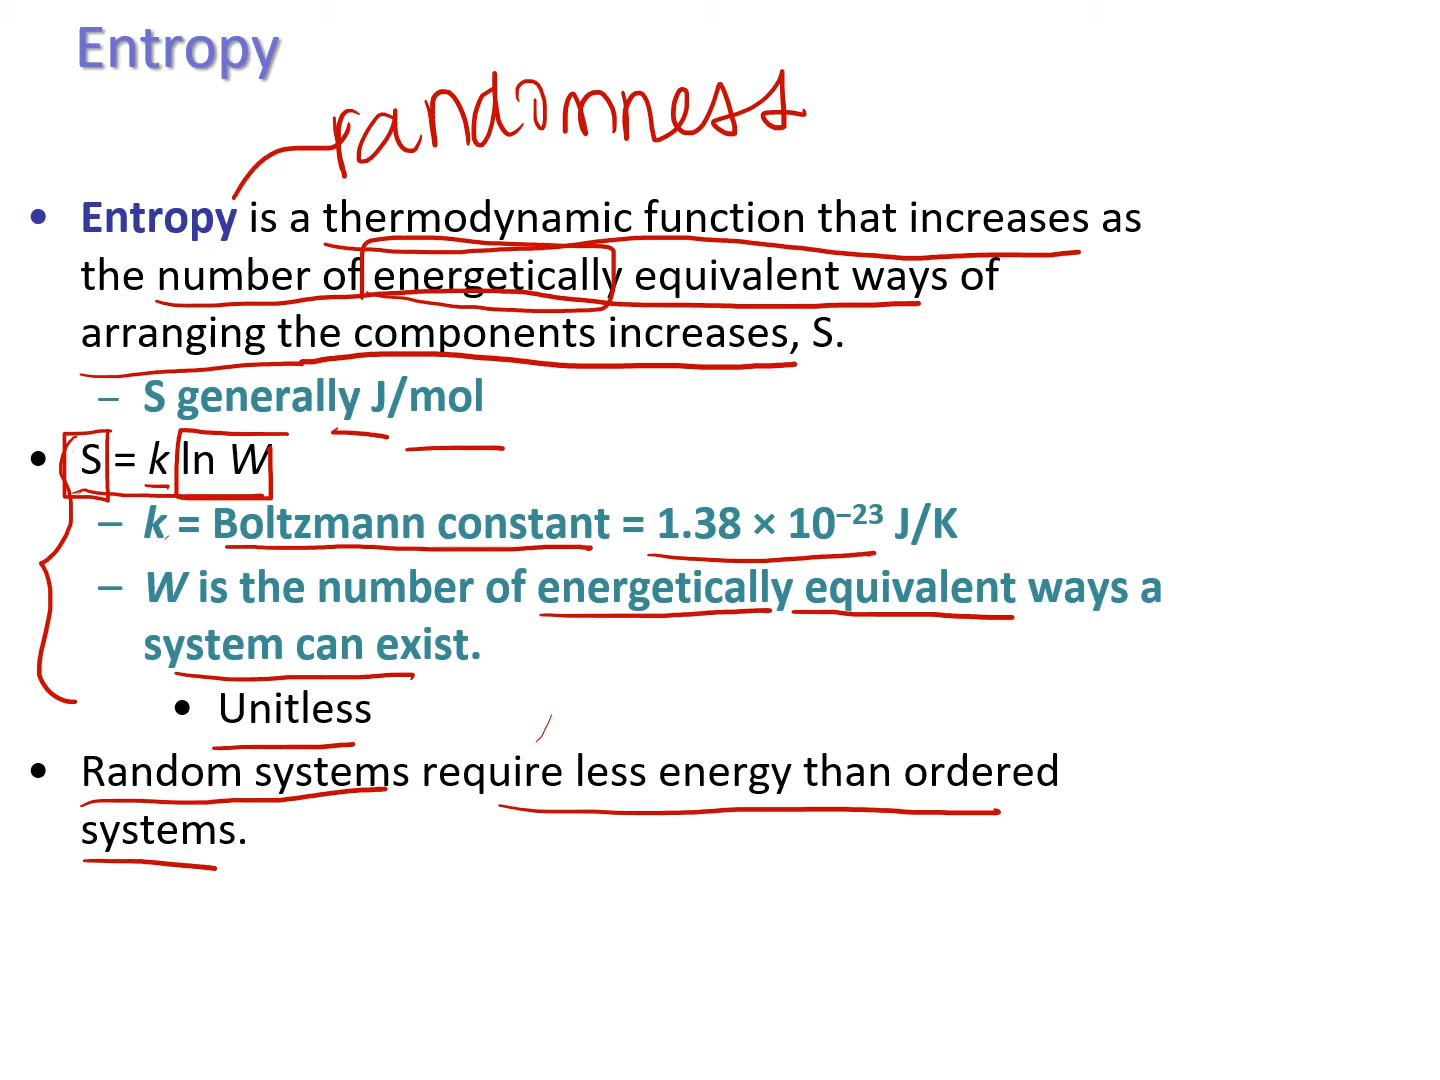 Entropy
randomness
• Entropy is a thermodynamic function that increases as
the number of energetically equivalent ways of
arranging the components increases, S.
– S generally J/mol
• S = k ln W
– k = Boltzmann constant = 1.38 × 10⁻²³ J/K
– W is the number of energetically equivalent ways a
system can exist.
• Unitless
• Random systems require less energy than ordered
systems.